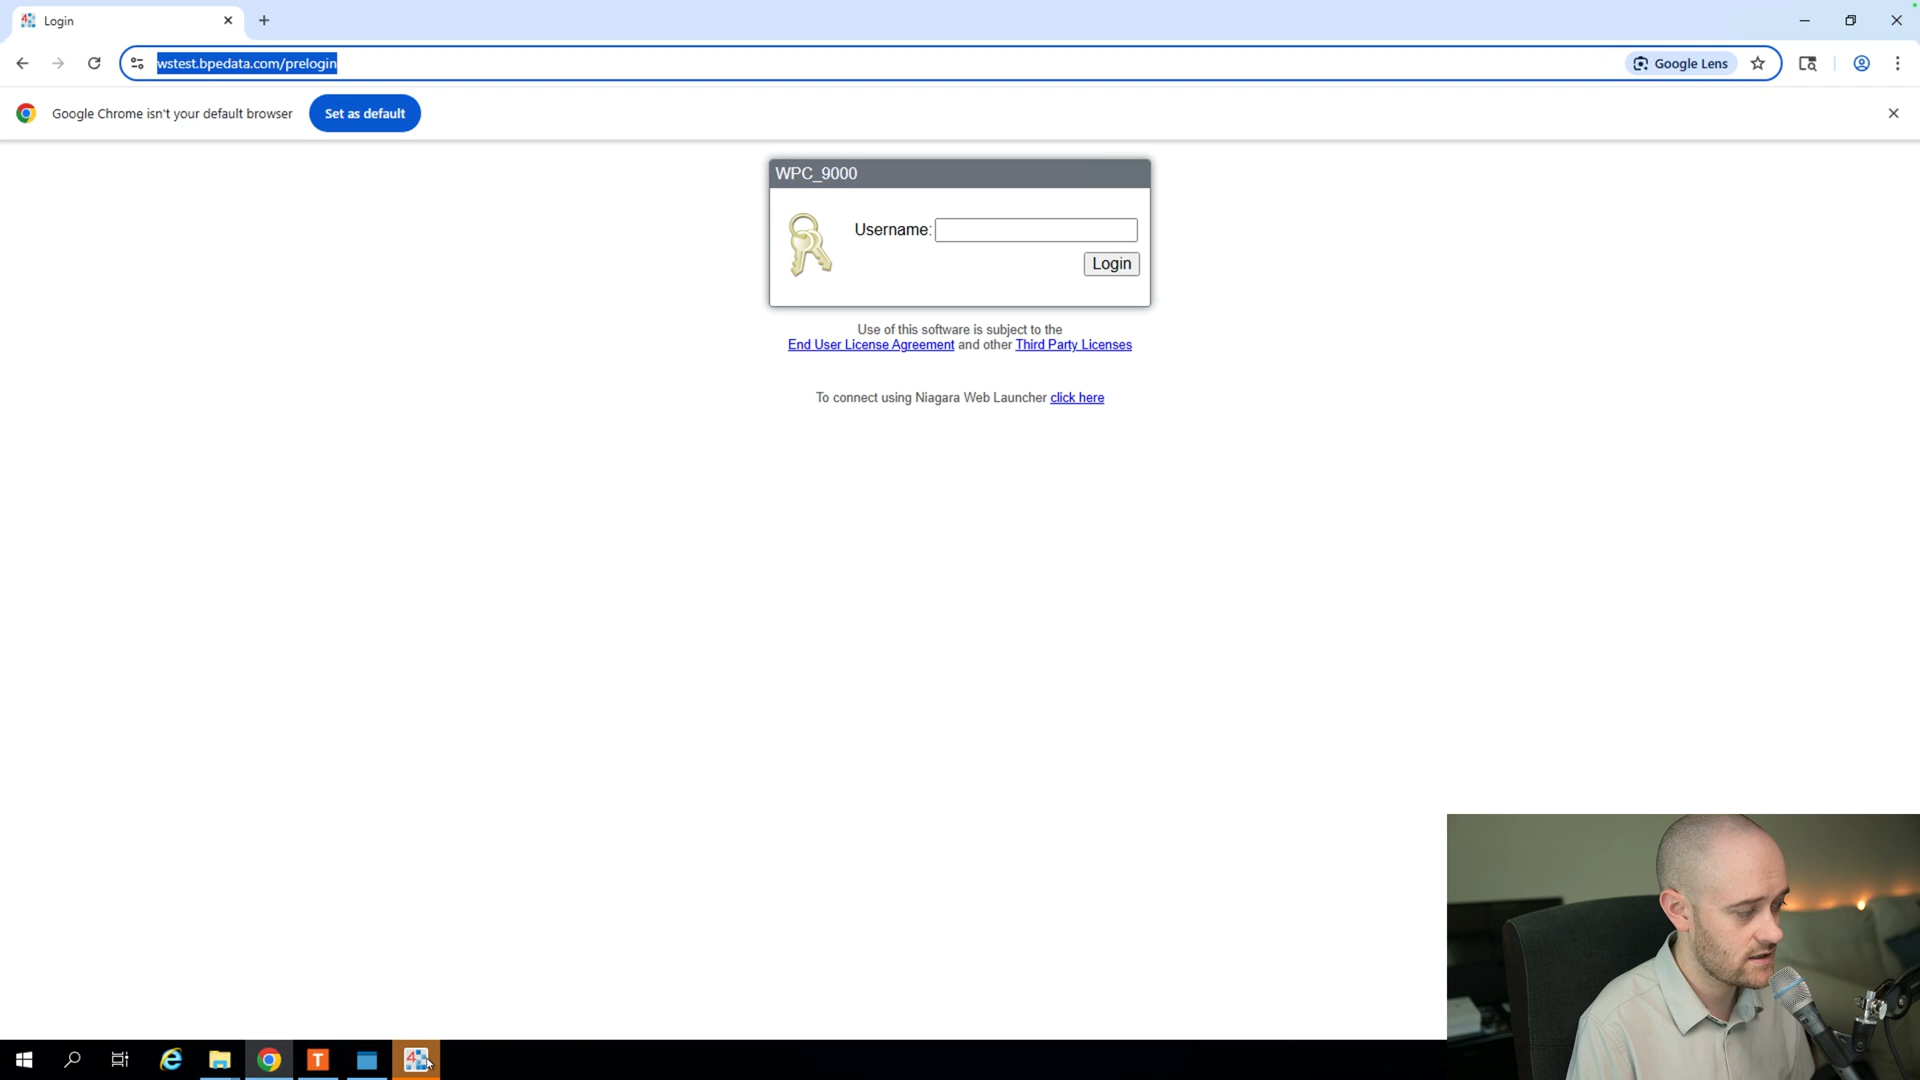 Login
wstest.bpedata.com/prelogin
Google Lens
Google Chrome isn't your default browser
Set as default
WPC_9000
Username:
Login
Use of this software is subject to the
End User License Agreement and other Third Party Licenses
To connect using Niagara Web Launcher click here
T
4